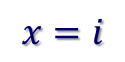 x = i